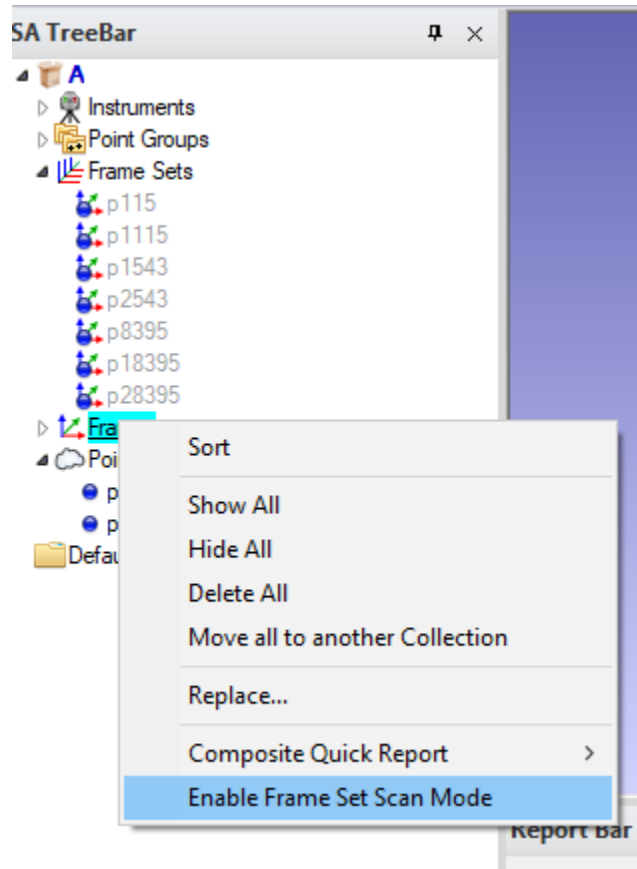 SA TreeBar
A
Instruments
Point Groups
Frame Sets
p115
p1115
p1543
p2543
p8395
p18395
p28395
Sort
Show All
Hide All
Delete All
Move all to another Collection
Replace...
Composite Quick Report
Enable Frame Set Scan Mode
Report Bar